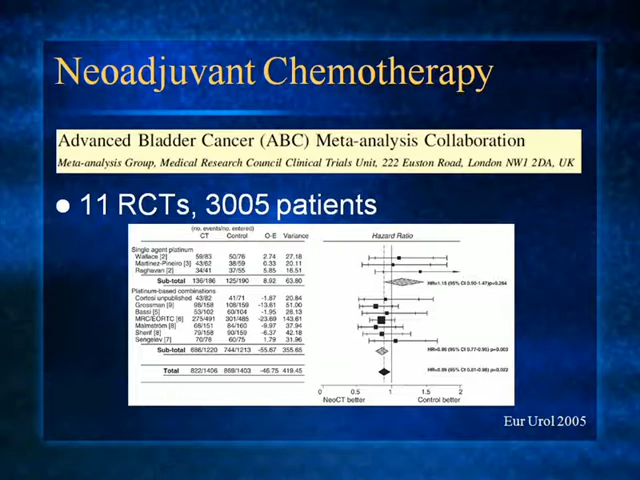 Neoadjuvant Chemotherapy
Advanced Bladder Cancer (ABC) Meta-analysis Collaboration
Meta-analysis Group, Medical Research Council Clinical Trials Unit, 222 Euston Road, London NW1 2DA, UK
● 11 RCTs, 3005 patients
(no. events/no. entered) Hazard Ratio
CT Control O-E Variance
Single agent platinum
Wallace [2] 59/83 50/76 2.74 27.18
Martinez-Pineiro [3] 43/62 38/59 0.33 20.11
Raghavan [2] 34/41 37/55 5.85 16.51
Sub-total 136/186 125/190 8.92 63.80
Platinum-based combinations
Cortesi unpublished 43/82 41/71 -1.87 20.84
Grossman [9] 98/158 108/159 -13.61 51.00
Bassi [5] 53/102 60/104 -1.95 28.13
MRC/EORTC [6] 275/491 301/485 -23.69 143.61
Malmström [8] 68/151 84/160 -9.97 37.94
Sherif [8] 79/158 90/159 -6.37 42.18
Sengelev [7] 70/78 60/75 1.79 31.96
Sub-total 686/1220 744/1213 -55.67 355.65
Total 822/1406 869/1403 -46.75 419.45
0 0.5 1 1.5 2
NeoCT better Control better
Eur Urol 2005